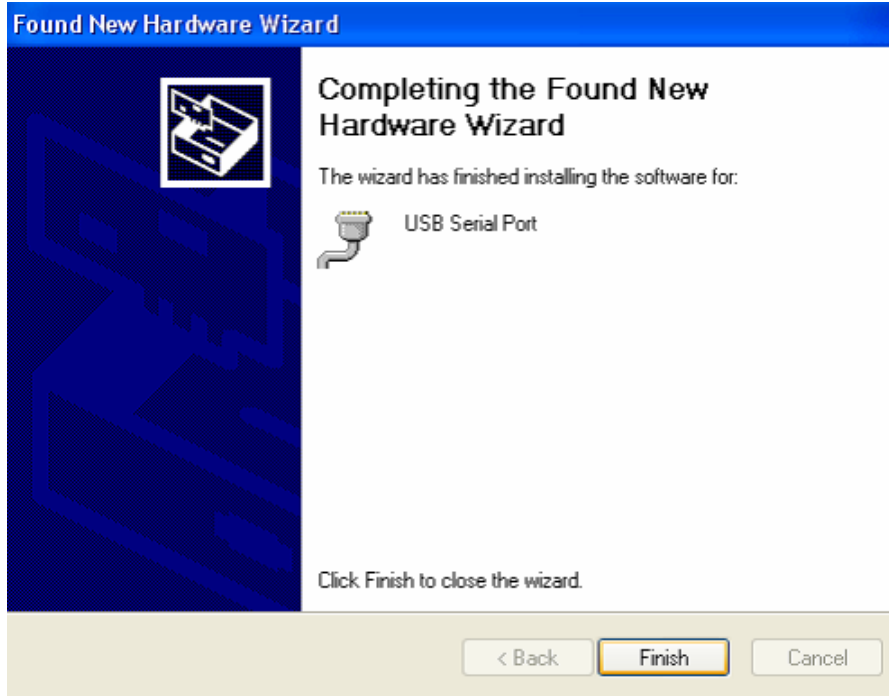 Found New Hardware Wizard
Completing the Found New
Hardware Wizard
The wizard has finished installing the software for:
USB Serial Port
Click Finish to close the wizard.
< Back
Finish
Cancel